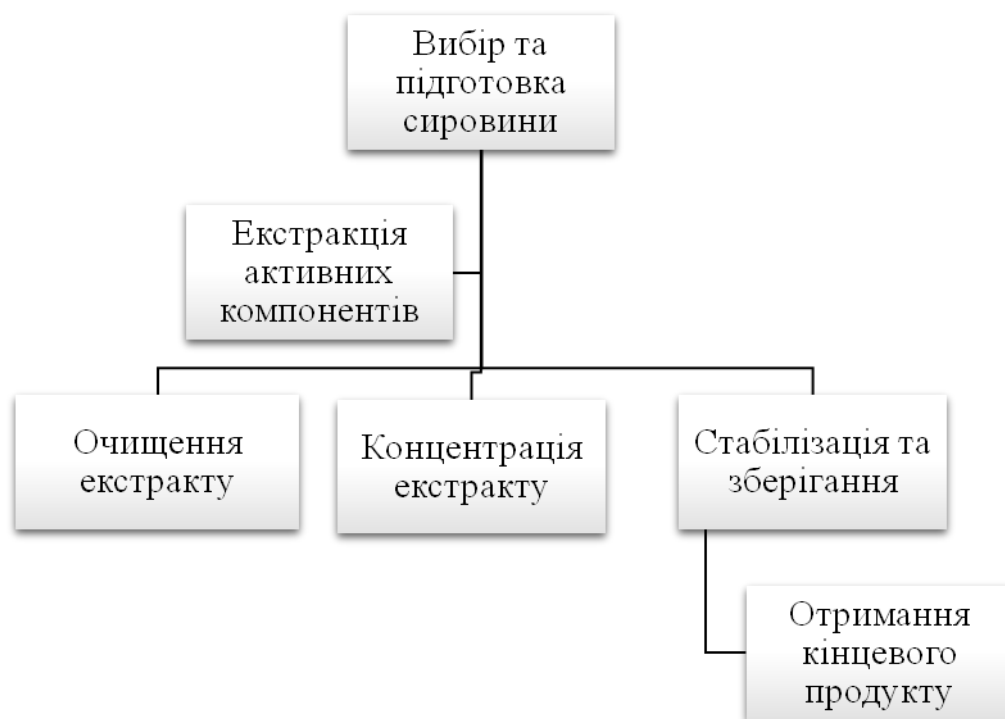 Вибір та
підготовка
сировини
Екстракція
активних
компонентів
Очищення
екстракту
Концентрація
екстракту
Стабілізація та
зберігання
Отримання
кінцевого
продукту